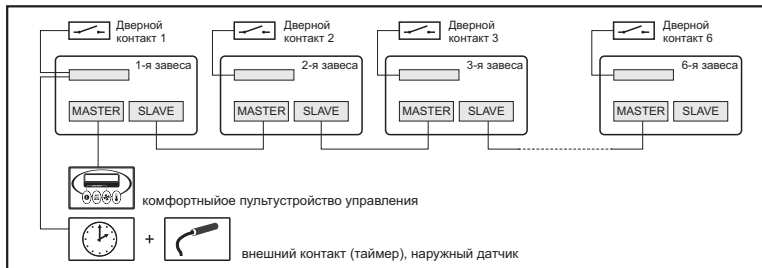 Дверной
контакт 1
Дверной
контакт 2
Дверной
контакт 3
Дверной
контакт 6
1-я завеса
2-я завеса
3-я завеса
6-я завеса
MASTER SLAVE
MASTER SLAVE
MASTER SLAVE
MASTER SLAVE
комфортныйое пультустройство управления
+
внешний контакт (таймер), наружный датчик